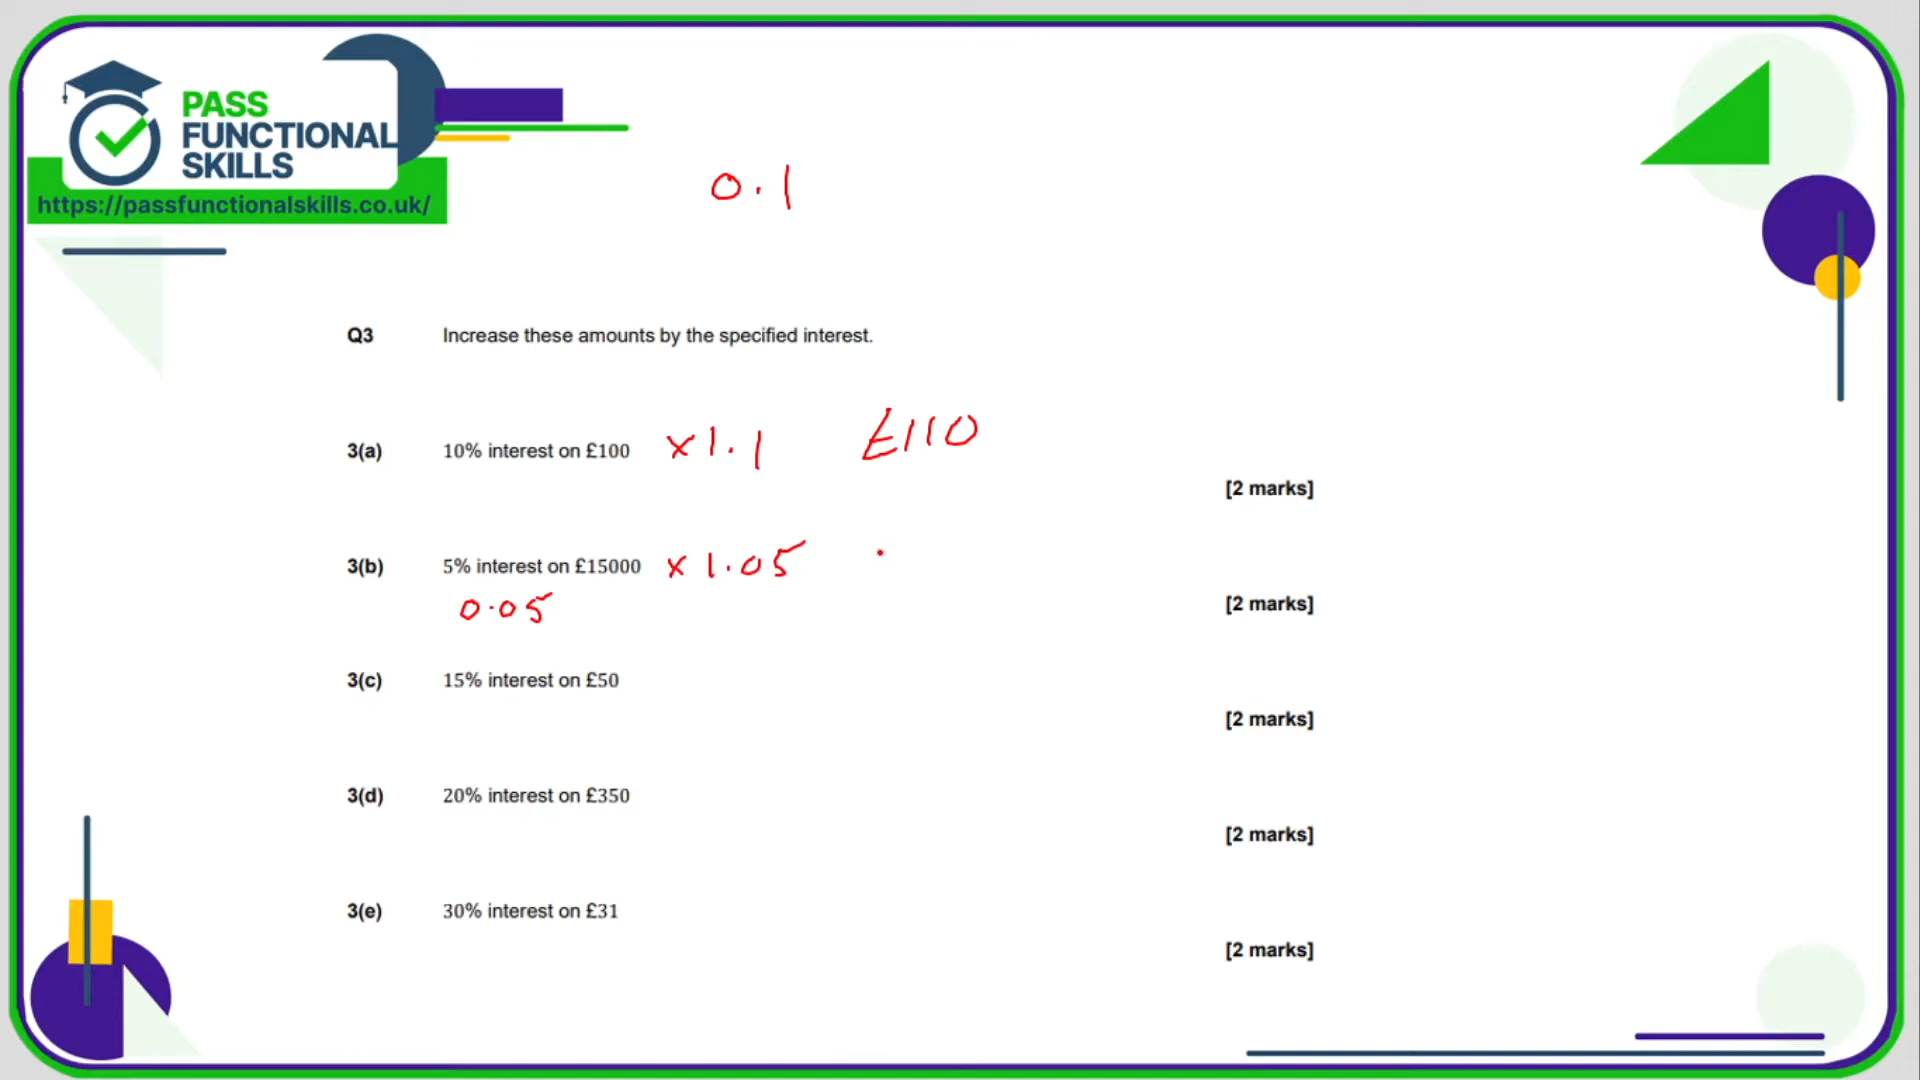 PASS
FUNCTIONAL
SKILLS
https://passfunctionalskills.co.uk/
0.1
Q3 Increase these amounts by the specified interest.
3(a) 10% interest on £100 ×1.1 £110
[2 marks]
3(b) 5% interest on £15000 ×1.05
0.05
[2 marks]
3(c) 15% interest on £50
[2 marks]
3(d) 20% interest on £350
[2 marks]
3(e) 30% interest on £31
[2 marks]